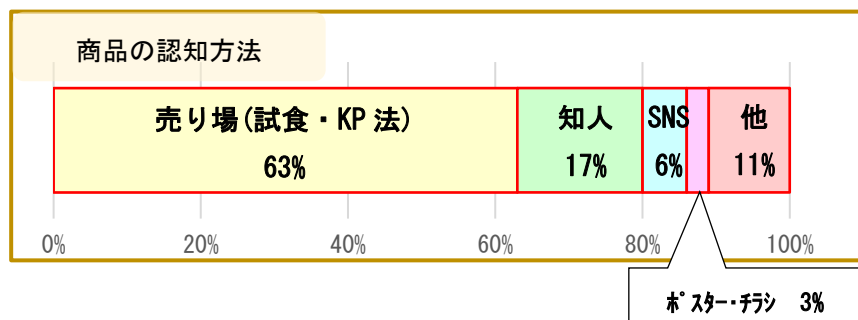 商品の認知方法
売り場(試食・KP法)
63%
知人
17%
SNS
6%
他
11%
0%
20%
40%
60%
80%
100%
ﾎﾟｽﾀｰ･ﾁﾗｼ 3%